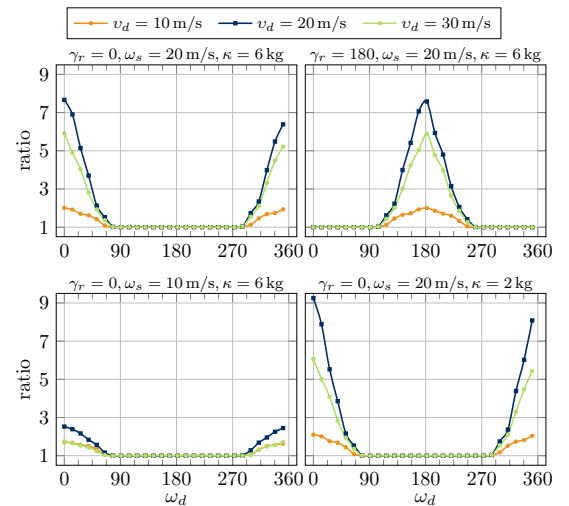 υ_d = 10 m/s υ_d = 20 m/s υ_d = 30 m/s
γ_r = 0, ω_s = 20 m/s, κ = 6 kg γ_r = 180, ω_s = 20 m/s, κ = 6 kg
9
7
5
3
1
ratio
0 90 180 270 360 0 90 180 270 360
γ_r = 0, ω_s = 10 m/s, κ = 6 kg γ_r = 0, ω_s = 20 m/s, κ = 2 kg
9
7
5
3
1
ratio
0 90 180 270 360 0 90 180 270 360
ω_d ω_d